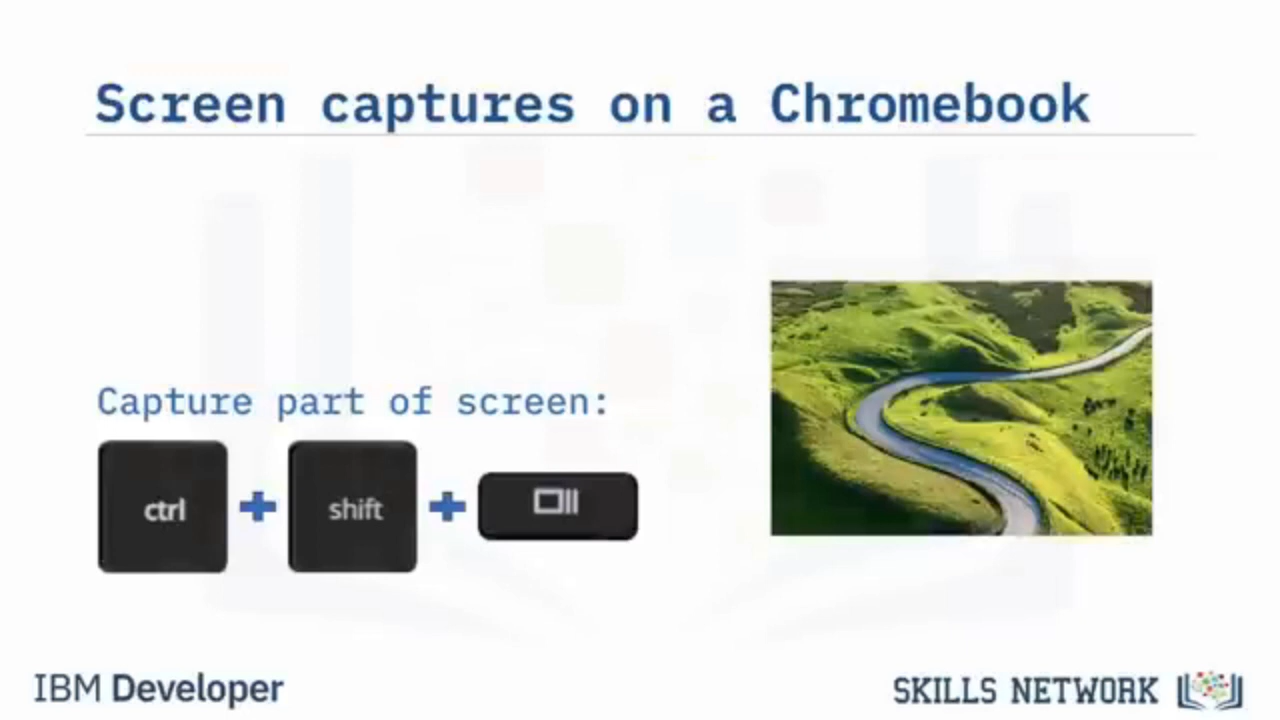 Screen captures on a Chromebook
Capture part of screen:
ctrl + shift +
IBM Developer
SKILLS NETWORK